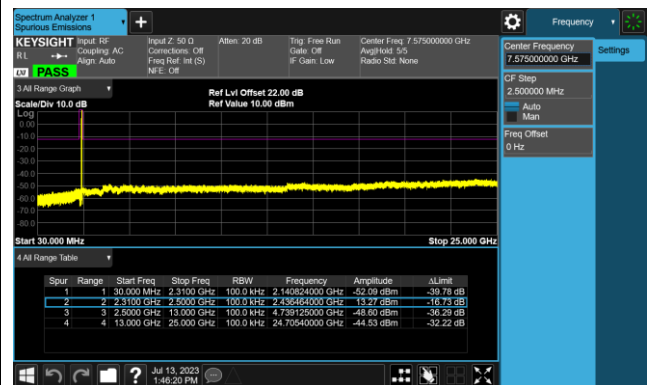 Spectrum Analyzer 1
Spurious Emissions
Frequency
KEYSIGHT Input: RF Input Z: 50 Ω Atten: 20 dB Trig: Free Run Center Freq: 7.575000000 GHz
RL Coupling: AC Corrections: Off Gate: Off Avg|Hold: 5/5
Align: Auto Freq Ref: Int (S) IF Gain: Low Radio Std: None
LXI PASS NFE: Off
Center Frequency
7.575000000 GHz
Settings
CF Step
2.500000 MHz
Auto
Man
Freq Offset
0 Hz
3 All Range Graph
Ref Lvl Offset 22.00 dB
Scale/Div 10.0 dB Ref Value 10.00 dBm
Log
0.00
-10.0
-20.0
-30.0
-40.0
-50.0
-60.0
-70.0
-80.0
Start 30.000 MHz Stop 25.000 GHz
4 All Range Table
Spur Range Start Freq Stop Freq RBW Frequency Amplitude ΔLimit
1 1 30.000 MHz 2.3100 GHz 100.0 kHz 2.140824000 GHz -52.09 dBm -39.78 dB
2 2 2.3100 GHz 2.5000 GHz 100.0 kHz 2.436464000 GHz 13.27 dBm -16.73 dB
3 3 2.5000 GHz 13.000 GHz 100.0 kHz 4.739125000 GHz -48.60 dBm -36.29 dB
4 4 13.000 GHz 25.000 GHz 100.0 kHz 24.70540000 GHz -44.53 dBm -32.22 dB
Jul 13, 2023
1:46:20 PM